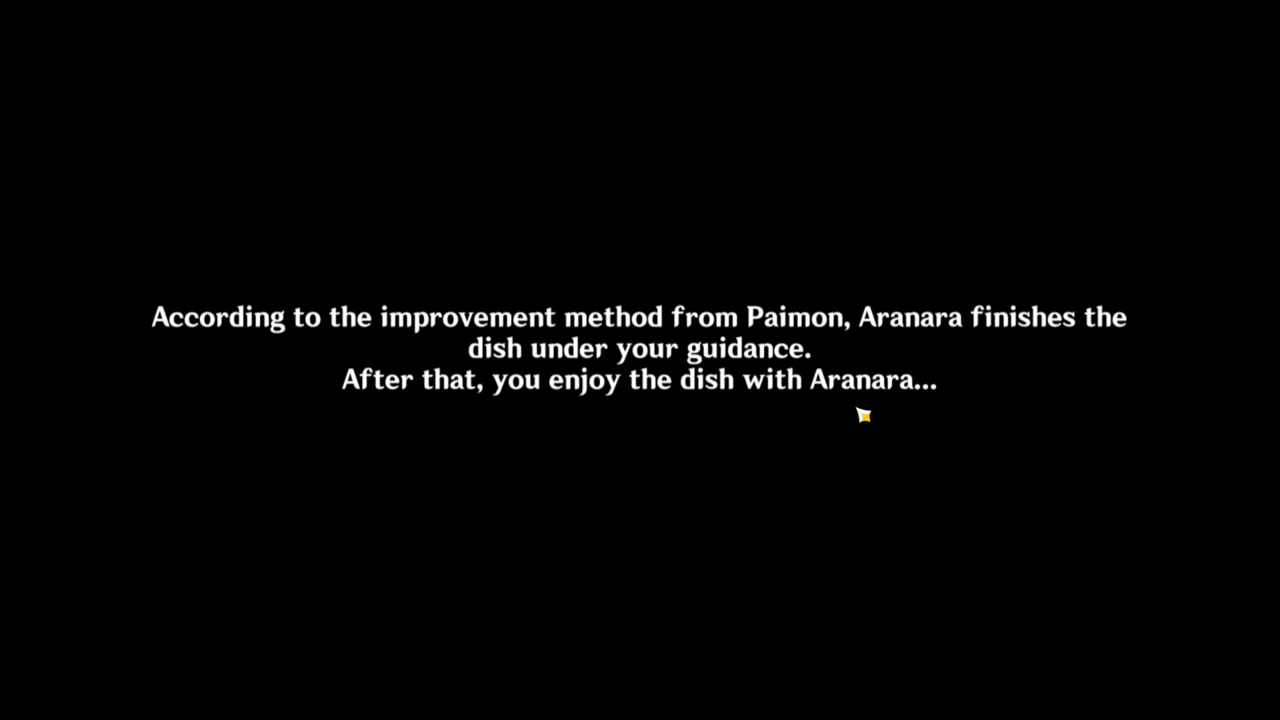 According to the improvement method from Paimon, Aranara finishes the
dish under your guidance.
After that, you enjoy the dish with Aranara...